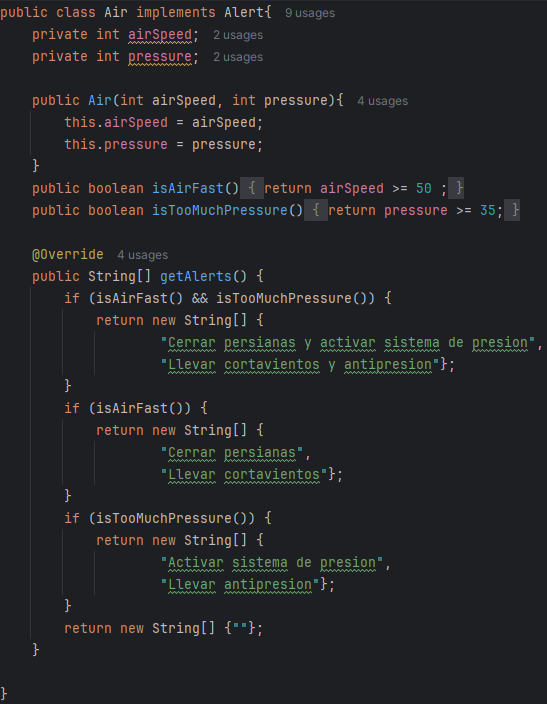 public class Air implements Alert{ 9 usages
    private int airSpeed; 2 usages
    private int pressure; 2 usages

    public Air(int airSpeed, int pressure){ 4 usages
        this.airSpeed = airSpeed;
        this.pressure = pressure;
    }
    public boolean isAirFast() { return airSpeed >= 50 ; }
    public boolean isTooMuchPressure() { return pressure >= 35; }

    @Override 4 usages
    public String[] getAlerts() {
        if (isAirFast() && isTooMuchPressure()) {
            return new String[] {
                    "Cerrar persianas y activar sistema de presion",
                    "Llevar cortavientos y antipresion"};
        }
        if (isAirFast()) {
            return new String[] {
                    "Cerrar persianas",
                    "Llevar cortavientos"};
        }
        if (isTooMuchPressure()) {
            return new String[] {
                    "Activar sistema de presion",
                    "Llevar antipresion"};
        }
        return new String[] {""};
    }

}